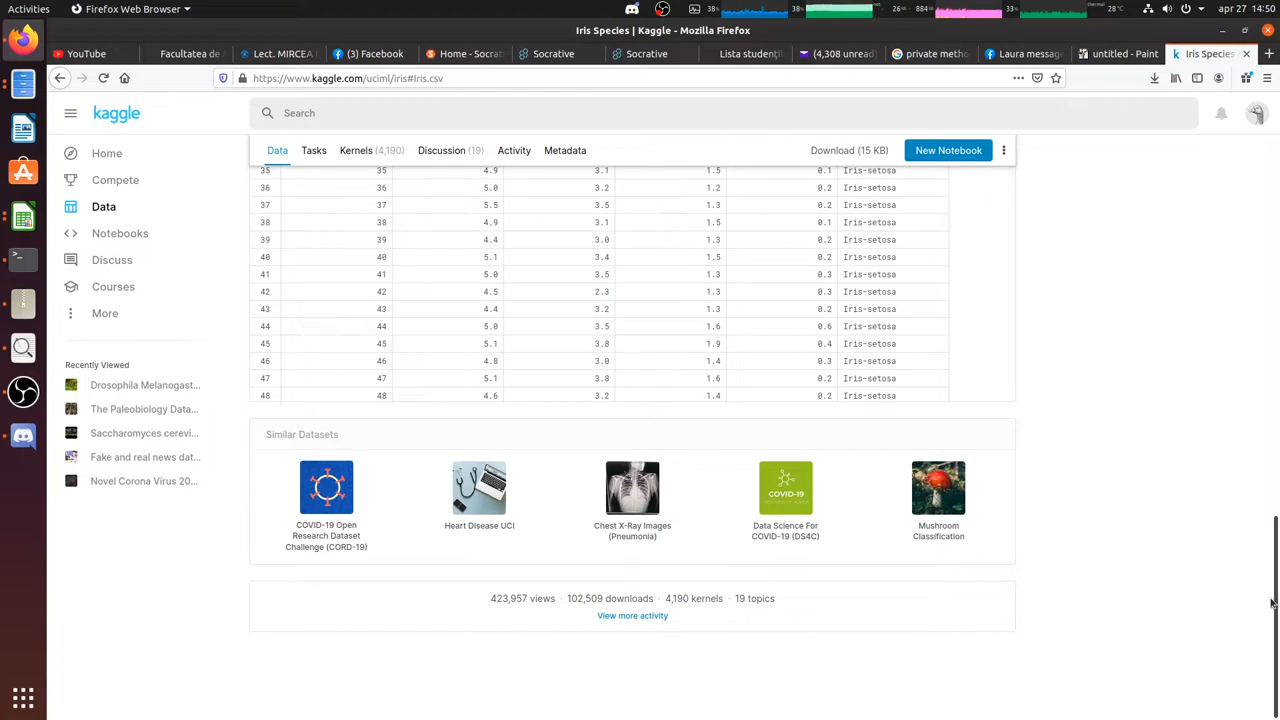 Activities Firefox Web Browser 38% 38% 26% 884 33% thermal 28°C apr 27 14:50
Iris Species | Kaggle - Mozilla Firefox
YouTube Facultatea de Lect. MIRCEA (3) Facebook Home - Su Socrative Socrative Lista studenți (4,308 unread) private method Laura message untitled - Paint Iris Species
https://www.kaggle.com/uciml/iris#Iris.csv
kaggle Search
Data Tasks Kernels (4,190) Discussion (19) Activity Metadata Download (15 KB) New Notebook
Home
Compete
Data
Notebooks
Discuss
Courses
More
Recently Viewed
Drosophila Melanogast...
The Paleobiology Data...
Saccharomyces cerevi...
Fake and real news dat...
Novel Corona Virus 20...
35 35 4.9 3.1 1.5 0.1 Iris-setosa
36 36 5.0 3.2 1.2 0.2 Iris-setosa
37 37 5.5 3.5 1.3 0.2 Iris-setosa
38 38 4.9 3.1 1.5 0.1 Iris-setosa
39 39 4.4 3.0 1.3 0.2 Iris-setosa
40 40 5.1 3.4 1.5 0.2 Iris-setosa
41 41 5.0 3.5 1.3 0.3 Iris-setosa
42 42 4.5 2.3 1.3 0.3 Iris-setosa
43 43 4.4 3.2 1.3 0.2 Iris-setosa
44 44 5.0 3.5 1.6 0.6 Iris-setosa
45 45 5.1 3.8 1.9 0.4 Iris-setosa
46 46 4.8 3.0 1.4 0.3 Iris-setosa
47 47 5.1 3.8 1.6 0.2 Iris-setosa
48 48 4.6 3.2 1.4 0.2 Iris-setosa
Similar Datasets
COVID-19
COVID-19 Open Research Dataset Challenge (CORD-19)
Heart Disease UCI
Chest X-Ray Images (Pneumonia)
Data Science For COVID-19 (DS4C)
Mushroom Classification
423,957 views · 102,509 downloads · 4,190 kernels · 19 topics
View more activity